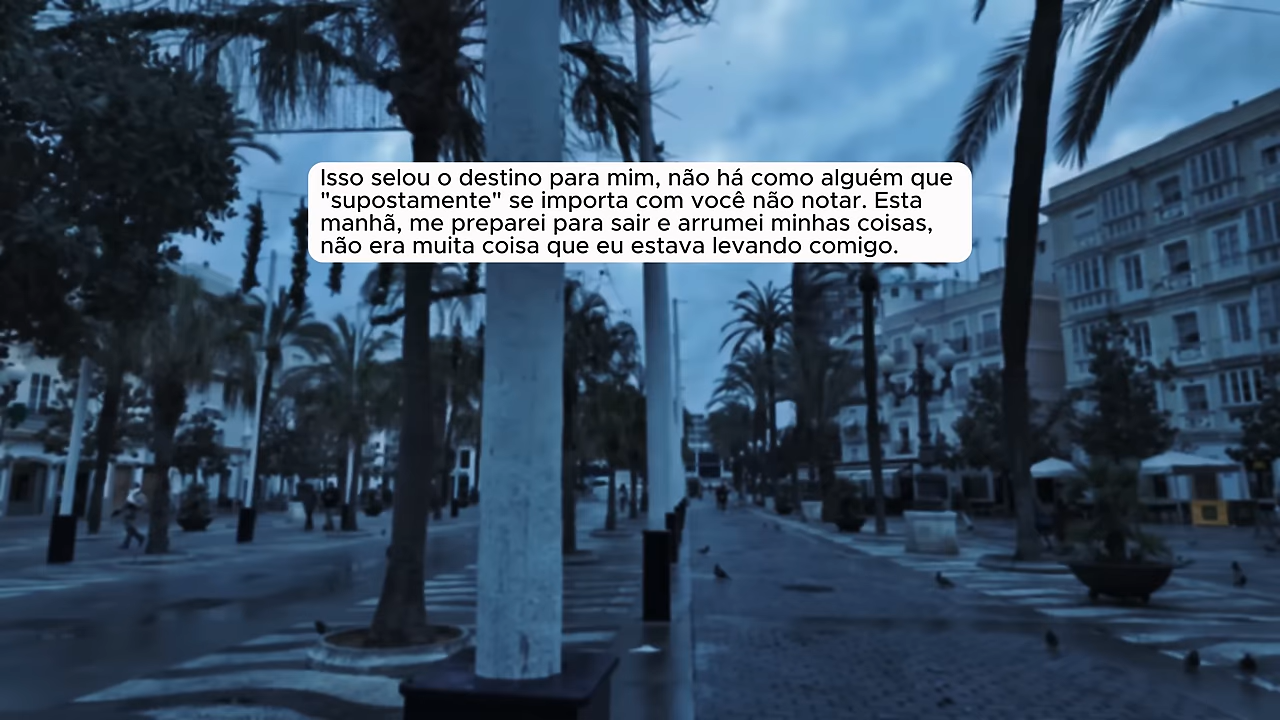 Isso selou o destino para mim, não há como alguém que
"supostamente" se importa com você não notar. Esta
manhã, me preparei para sair e arrumei minhas coisas,
não era muita coisa que eu estava levando comigo.